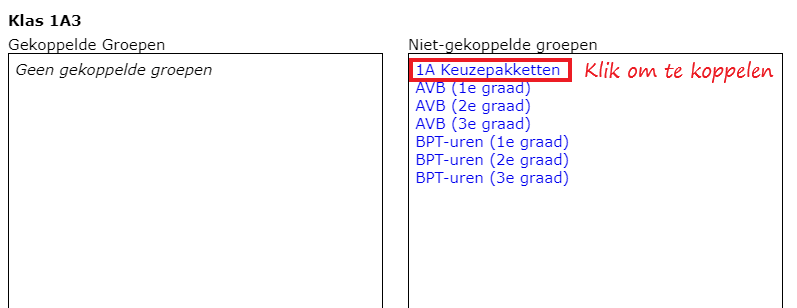 Klas 1A3
Gekoppelde Groepen
Geen gekoppelde groepen
Niet-gekoppelde groepen
1A Keuzepakketten Klik om te koppelen
AVB (1e graad)
AVB (2e graad)
AVB (3e graad)
BPT-uren (1e graad)
BPT-uren (2e graad)
BPT-uren (3e graad)